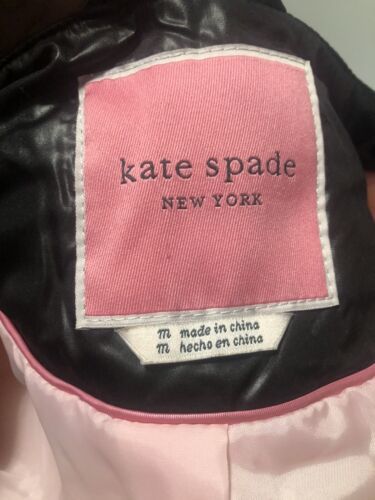 kate spade
NEW YORK
m made in china
m hecho en china